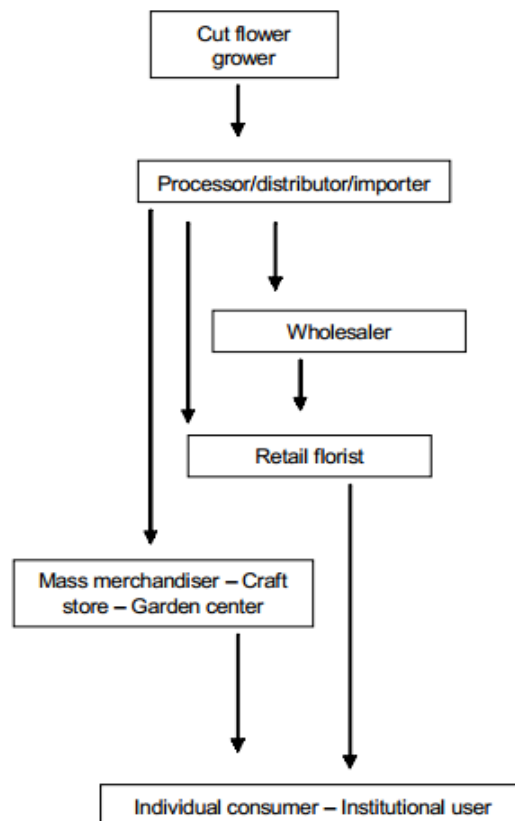 Cut flower
grower
Processor/distributor/importer
Wholesaler
Retail florist
Mass merchandiser – Craft
store – Garden center
Individual consumer – Institutional user